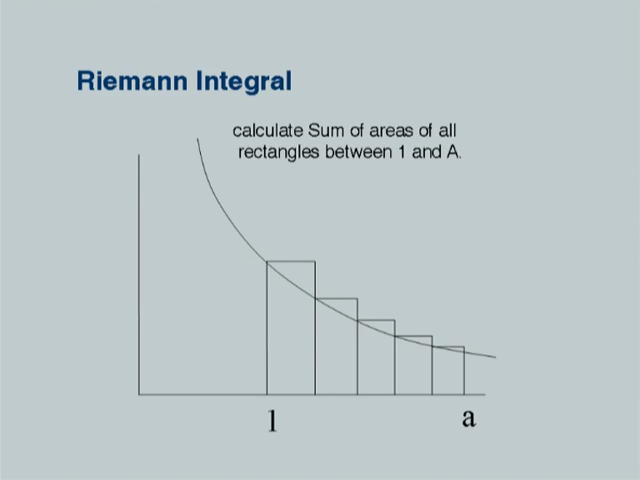 Riemann Integral
calculate Sum of areas of all
rectangles between 1 and A.
1
a